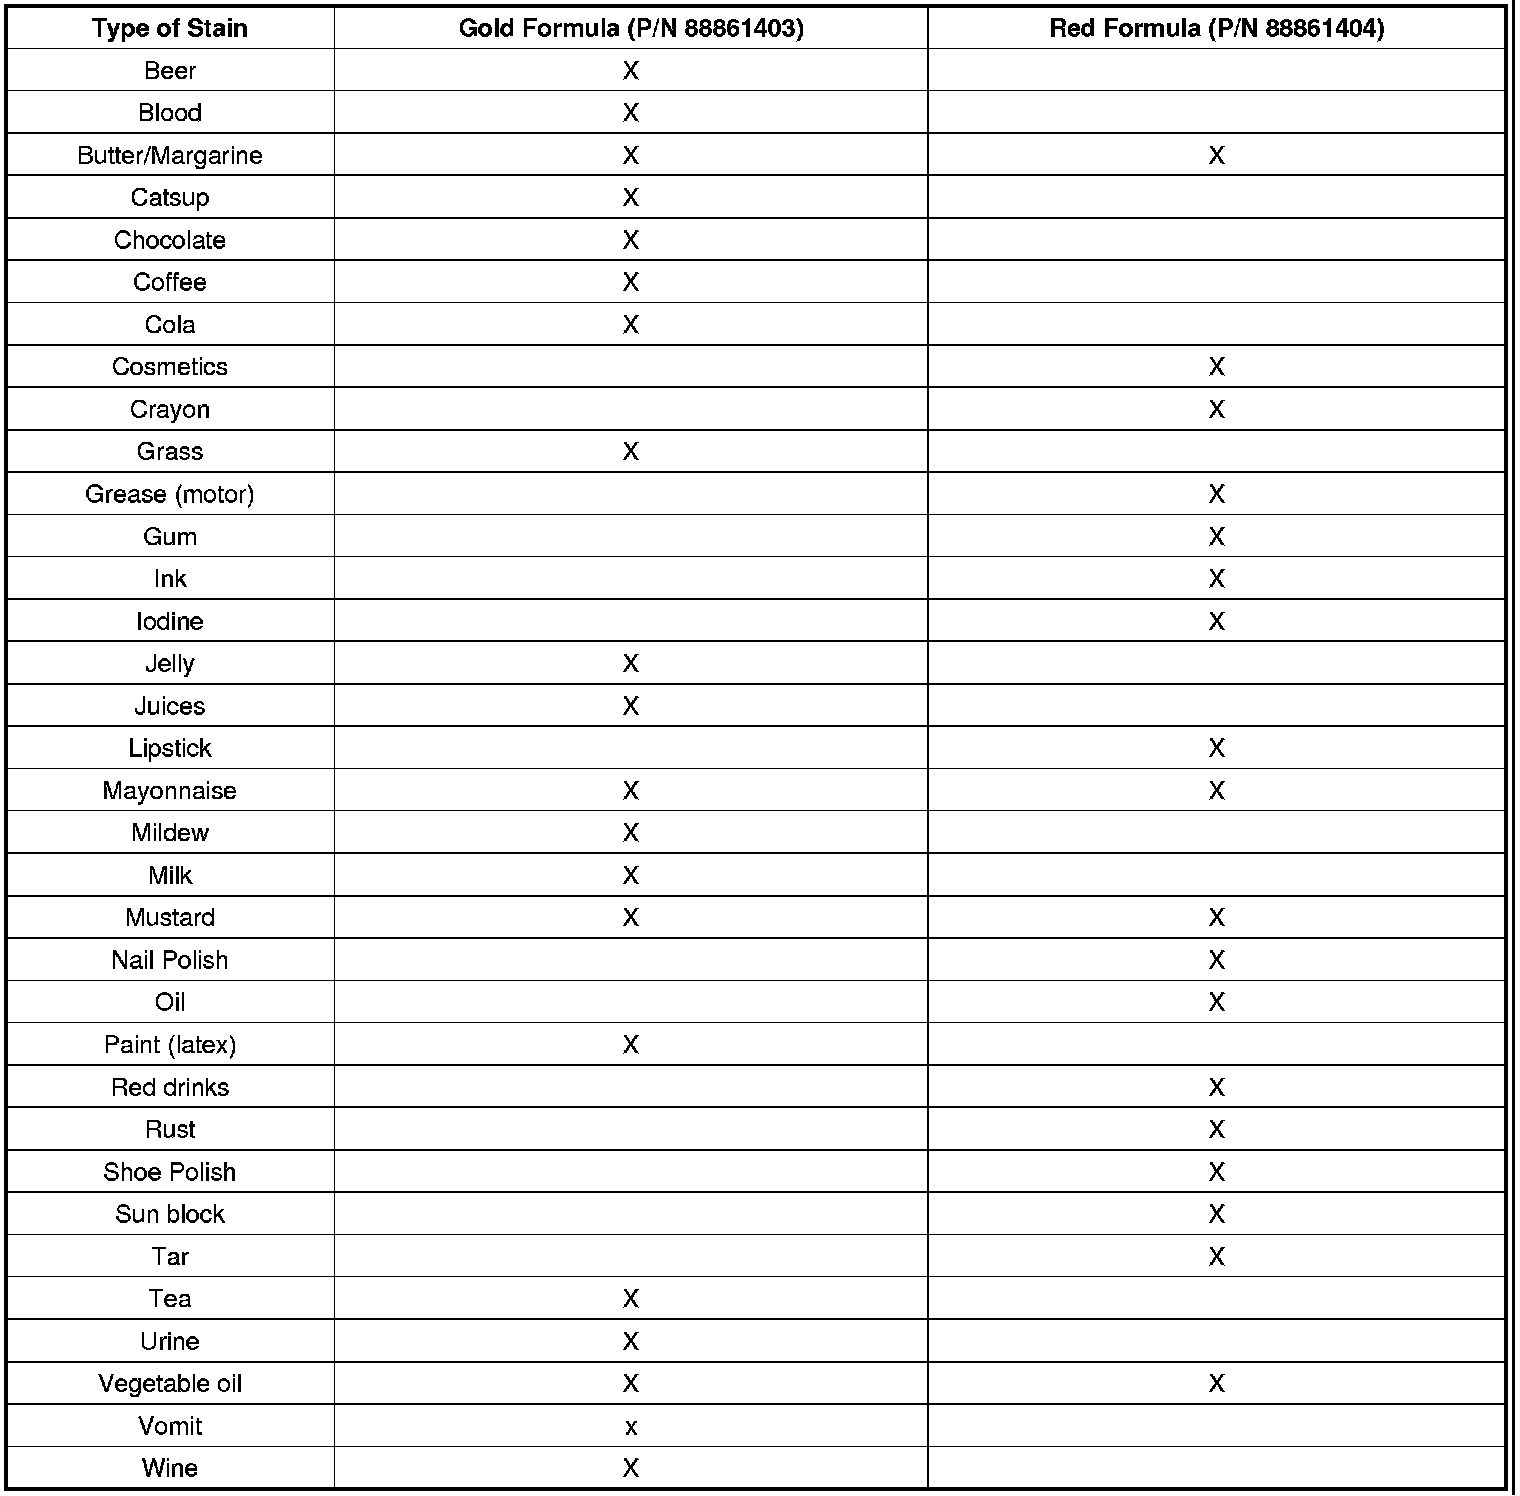 Type of Stain Gold Formula (P/N 88861403) Red Formula (P/N 88861404)
Beer X
Blood X
Butter/Margarine X X
Catsup X
Chocolate X
Coffee X
Cola X
Cosmetics X
Crayon X
Grass X
Grease (motor) X
Gum X
Ink X
Iodine X
Jelly X
Juices X
Lipstick X
Mayonnaise X X
Mildew X
Milk X
Mustard X X
Nail Polish X
Oil X
Paint (latex) X
Red drinks X
Rust X
Shoe Polish X
Sun block X
Tar X
Tea X
Urine X
Vegetable oil X X
Vomit x
Wine X